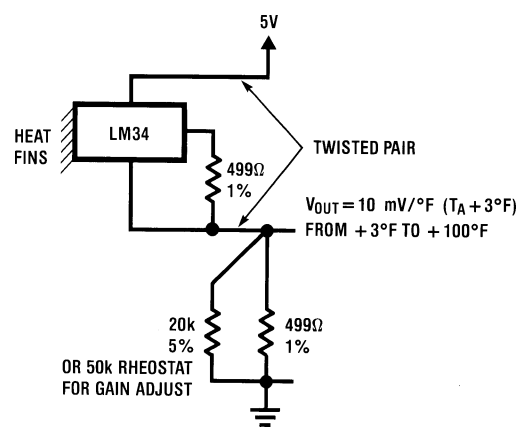 5V
LM34
HEAT
FINS
TWISTED PAIR
499Ω
1%
VOUT = 10 mV/°F (TA + 3°F)
FROM + 3°F TO + 100°F
20k
5%
499Ω
1%
OR 50k RHEOSTAT
FOR GAIN ADJUST